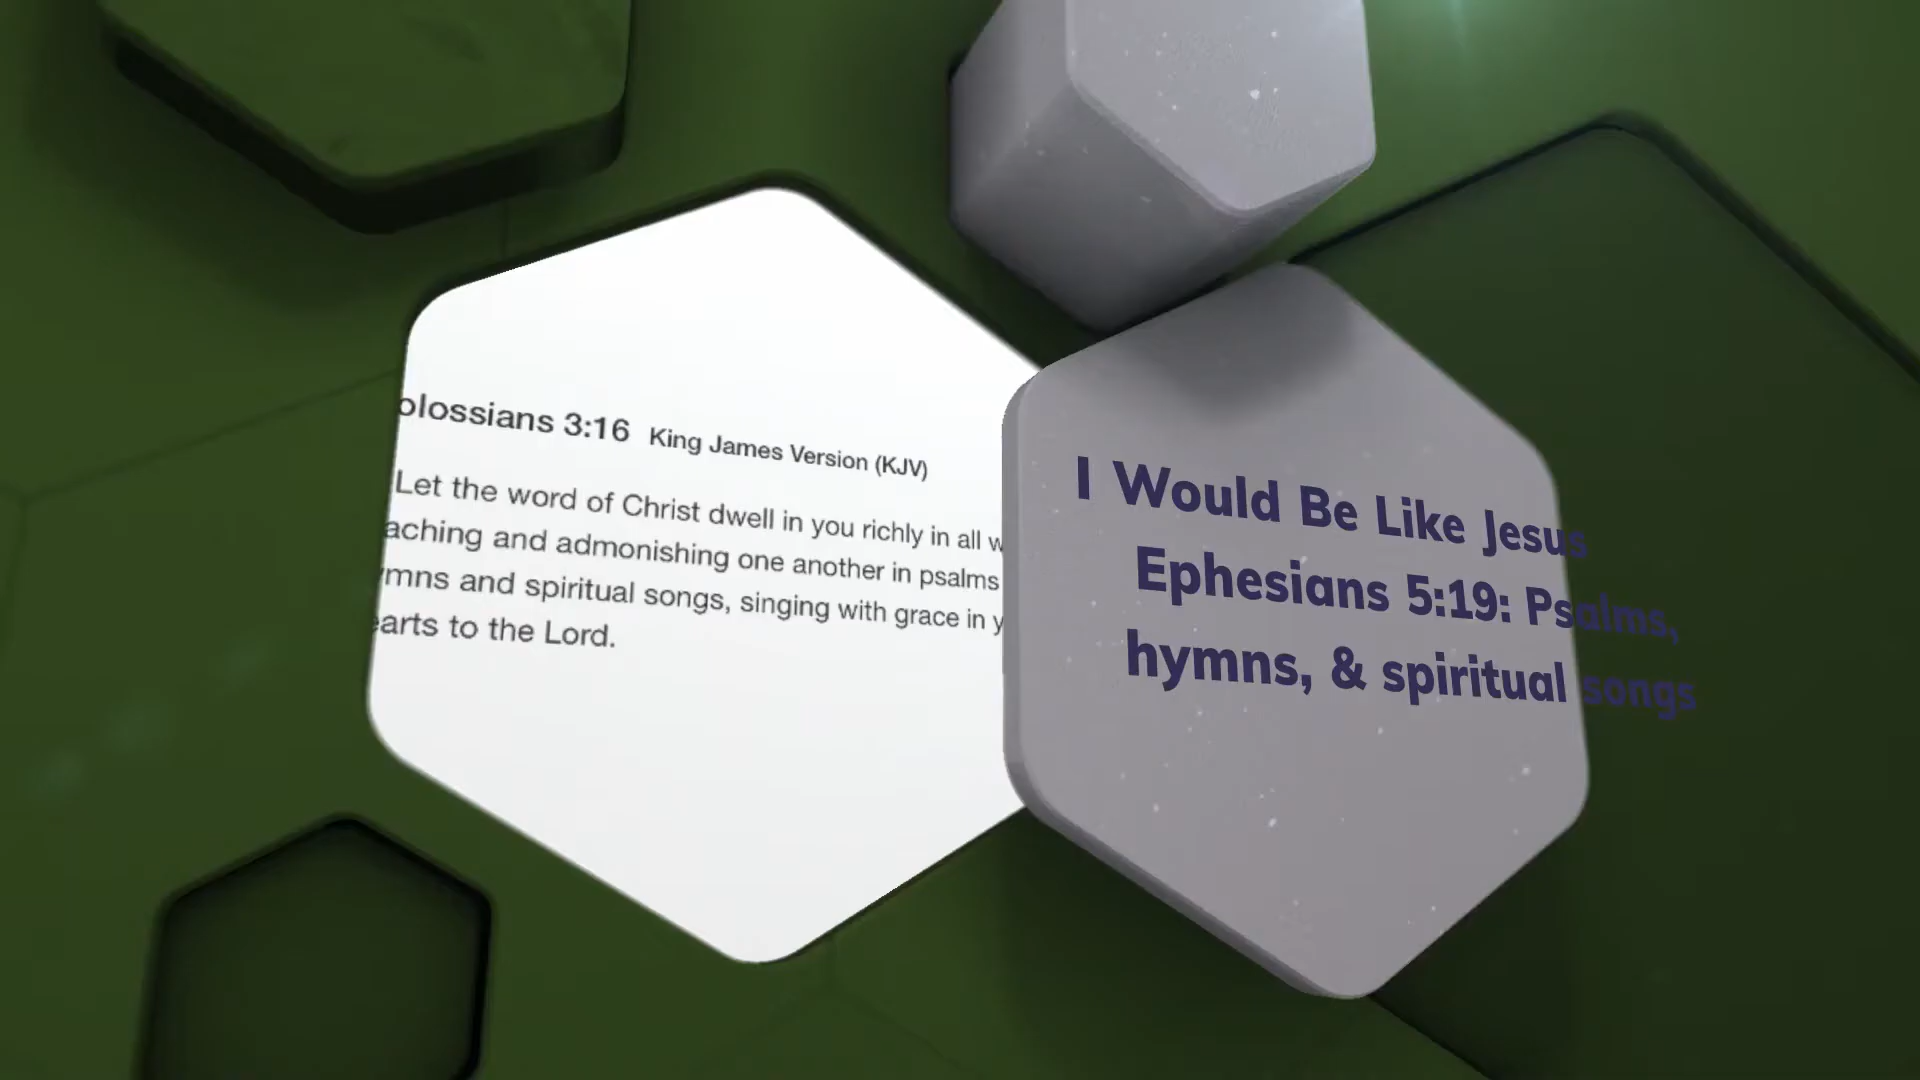 olossians 3:16 King James Version (KJV)
Let the word of Christ dwell in you richly in all w
aching and admonishing one another in psalms
mns and spiritual songs, singing with grace in y
earts to the Lord.
I Would Be Like Jesus
Ephesians 5:19: Psalms,
hymns, & spiritual songs